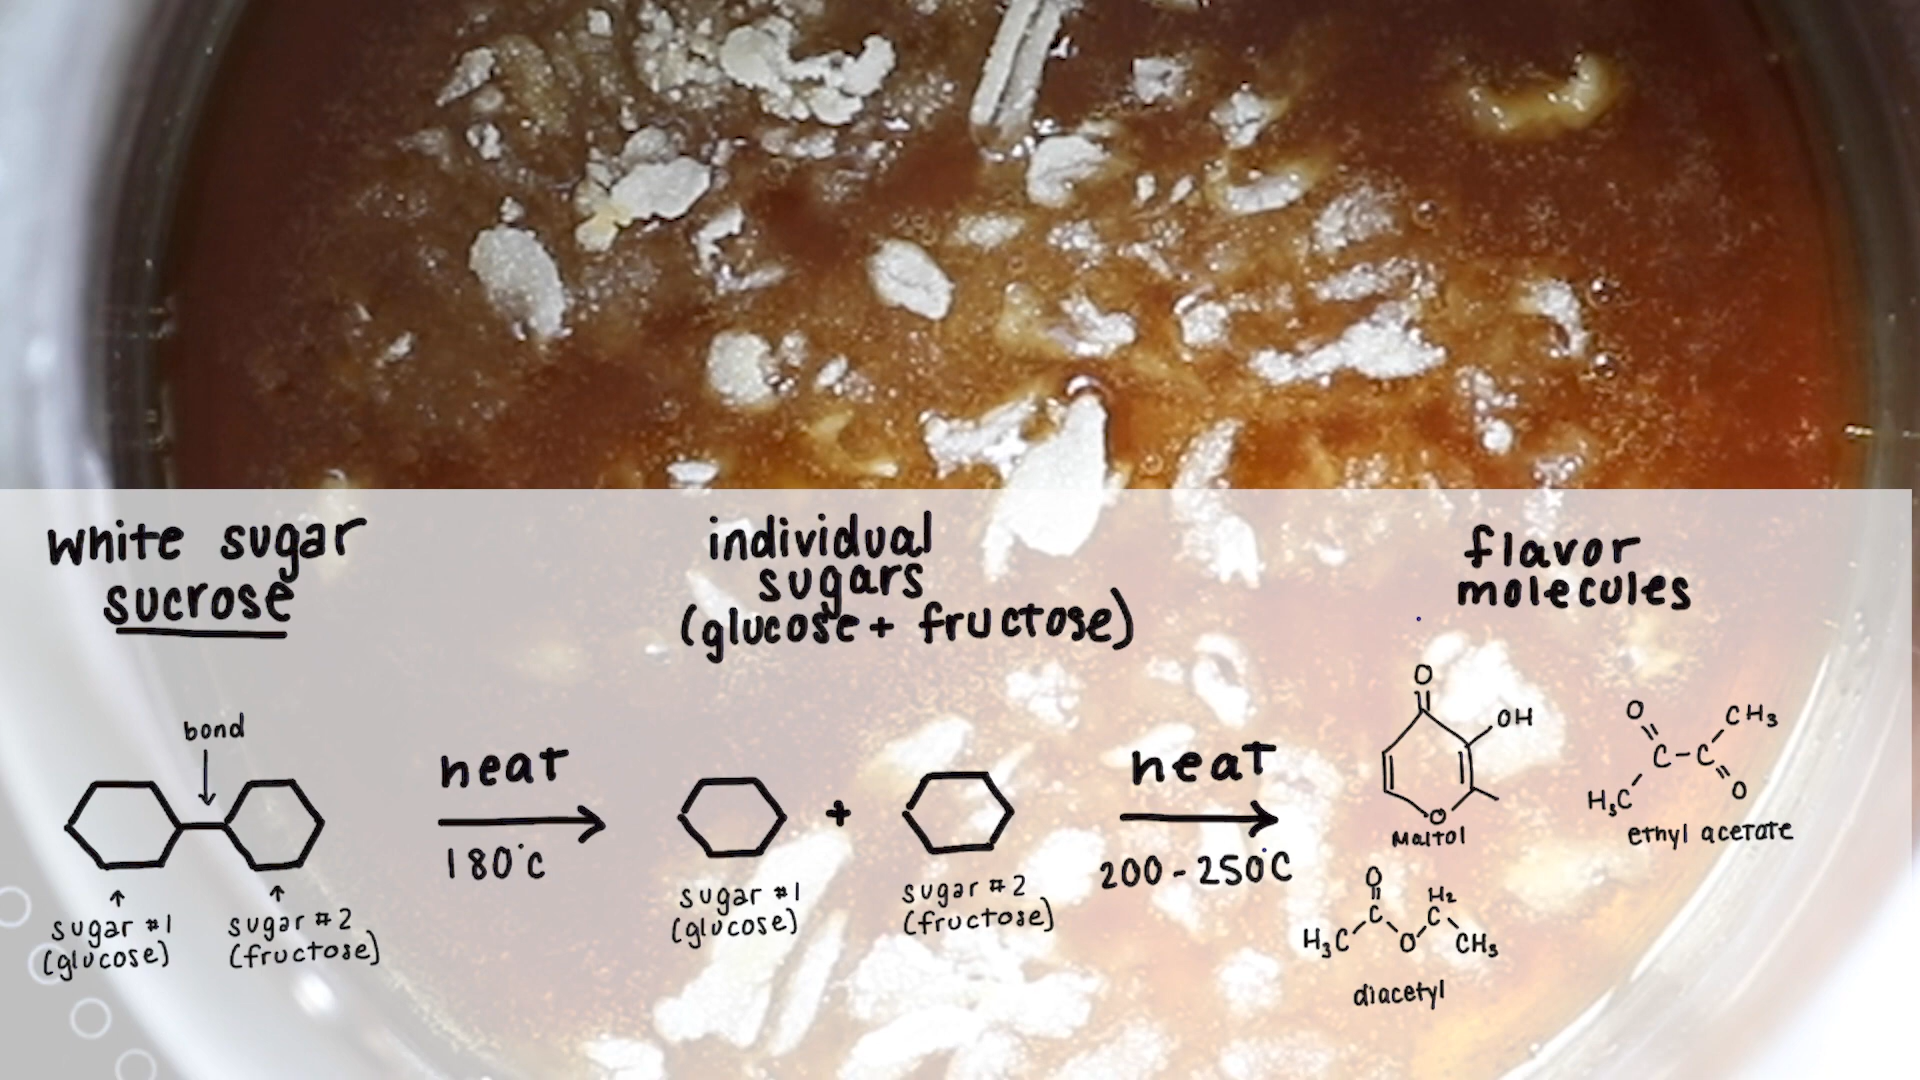 white sugar
sucrose
bond
sugar #1
(glucose)
sugar #2
(fructose)
heat
180°C
individual
sugars
(glucose + fructose)
sugar #1
(glucose)
+
sugar #2
(fructose)
heat
200-250°C
flavor
molecules
O
OH
O
Maltol
O
CH3
C-C
H3C
O
ethyl acetate
O
H2
C
C
H3C
O
CH3
diacetyl